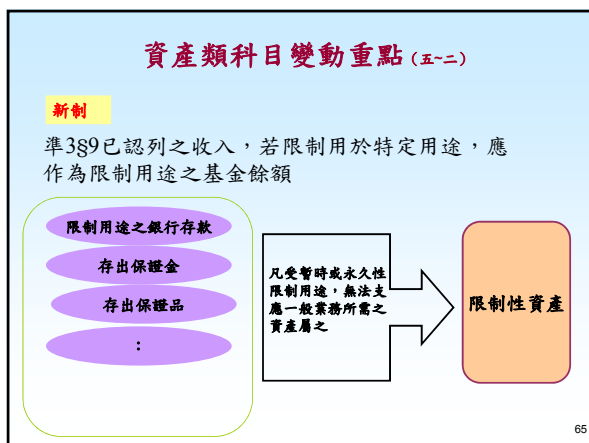 資產類科目變動重點(五~二)
新制
準3§9已認列之收入，若限制用於特定用途，應
作為限制用途之基金餘額
限制用途之銀行存款
存出保證金
存出保證品
：
凡受暫時或永久性
限制用途，無法支
應一般業務所需之
資產屬之
限制性資產
65